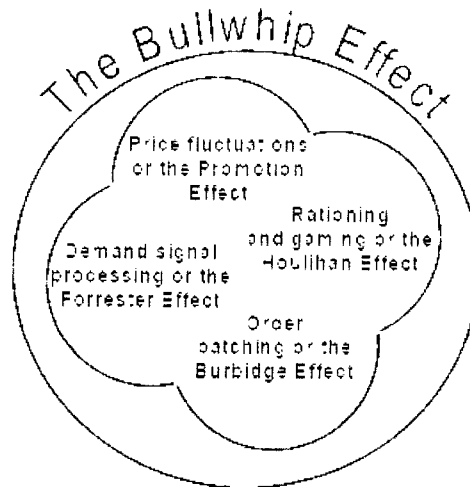 The Bullwhip Effect
Price fluctuations
or the Promotion
Effect
Rationing
and gaming or the
Houlihan Effect
Demand signal
processing or the
Forrester Effect
Order
batching or the
Burbidge Effect